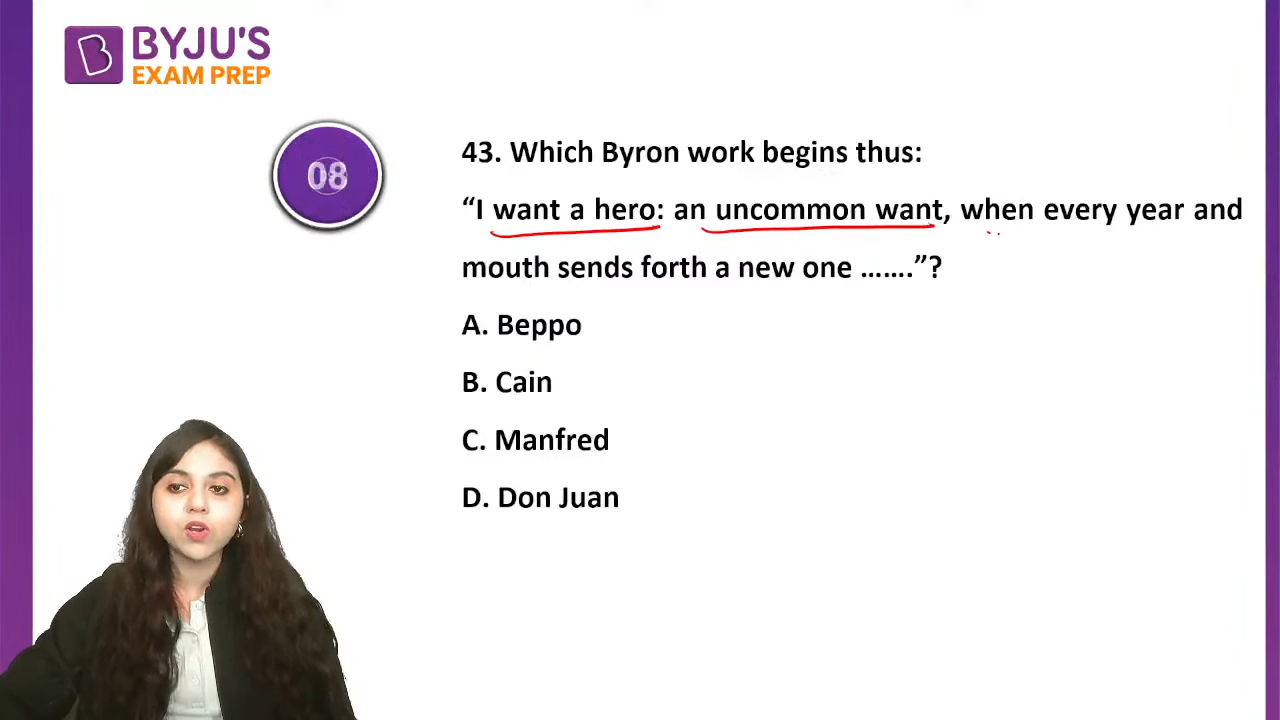 BYJU'S
EXAM PREP
08
43. Which Byron work begins thus:
“I want a hero: an uncommon want, when every year and
mouth sends forth a new one …….”?
A. Beppo
B. Cain
C. Manfred
D. Don Juan